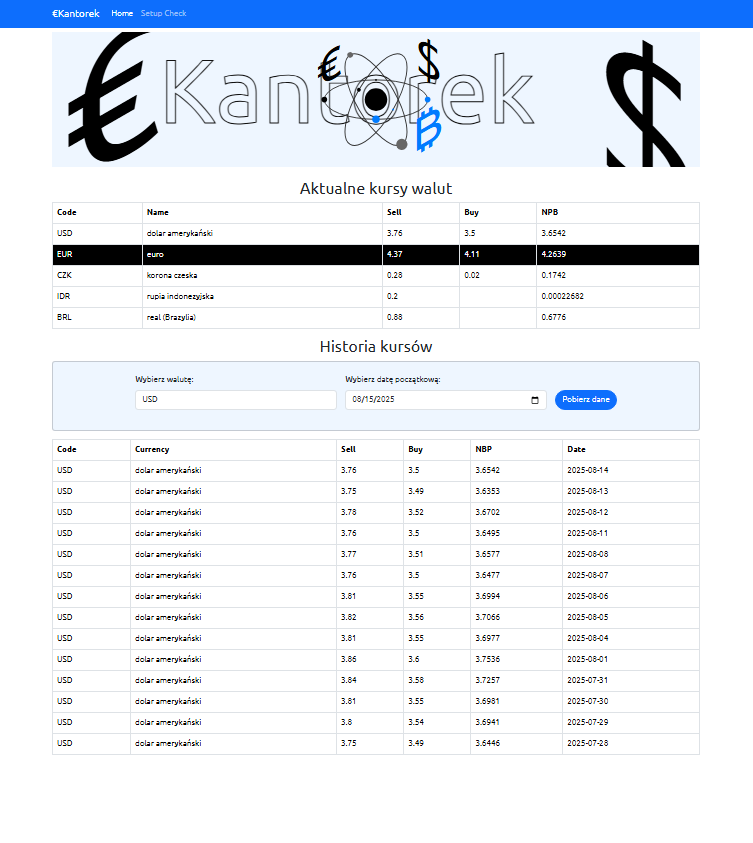 €Kantorek Home Setup Check
€ Kantorek $
€ $
₿
Aktualne kursy walut
Code Name Sell Buy NPB
USD dolar amerykański 3.76 3.5 3.6542
EUR euro 4.37 4.11 4.2639
CZK korona czeska 0.28 0.02 0.1742
IDR rupia indonezyjska 0.2 0.00022682
BRL real (Brazylia) 0.88 0.6776
Historia kursów
Wybierz walutę: Wybierz datę początkową:
USD 08/15/2025 Pobierz dane
Code Currency Sell Buy NBP Date
USD dolar amerykański 3.76 3.5 3.6542 2025-08-14
USD dolar amerykański 3.75 3.49 3.6353 2025-08-13
USD dolar amerykański 3.78 3.52 3.6702 2025-08-12
USD dolar amerykański 3.76 3.5 3.6495 2025-08-11
USD dolar amerykański 3.77 3.51 3.6577 2025-08-08
USD dolar amerykański 3.76 3.5 3.6477 2025-08-07
USD dolar amerykański 3.81 3.55 3.6994 2025-08-06
USD dolar amerykański 3.82 3.56 3.7066 2025-08-05
USD dolar amerykański 3.81 3.55 3.6977 2025-08-04
USD dolar amerykański 3.86 3.6 3.7536 2025-08-01
USD dolar amerykański 3.84 3.58 3.7257 2025-07-31
USD dolar amerykański 3.81 3.55 3.6981 2025-07-30
USD dolar amerykański 3.8 3.54 3.6941 2025-07-29
USD dolar amerykański 3.75 3.49 3.6446 2025-07-28